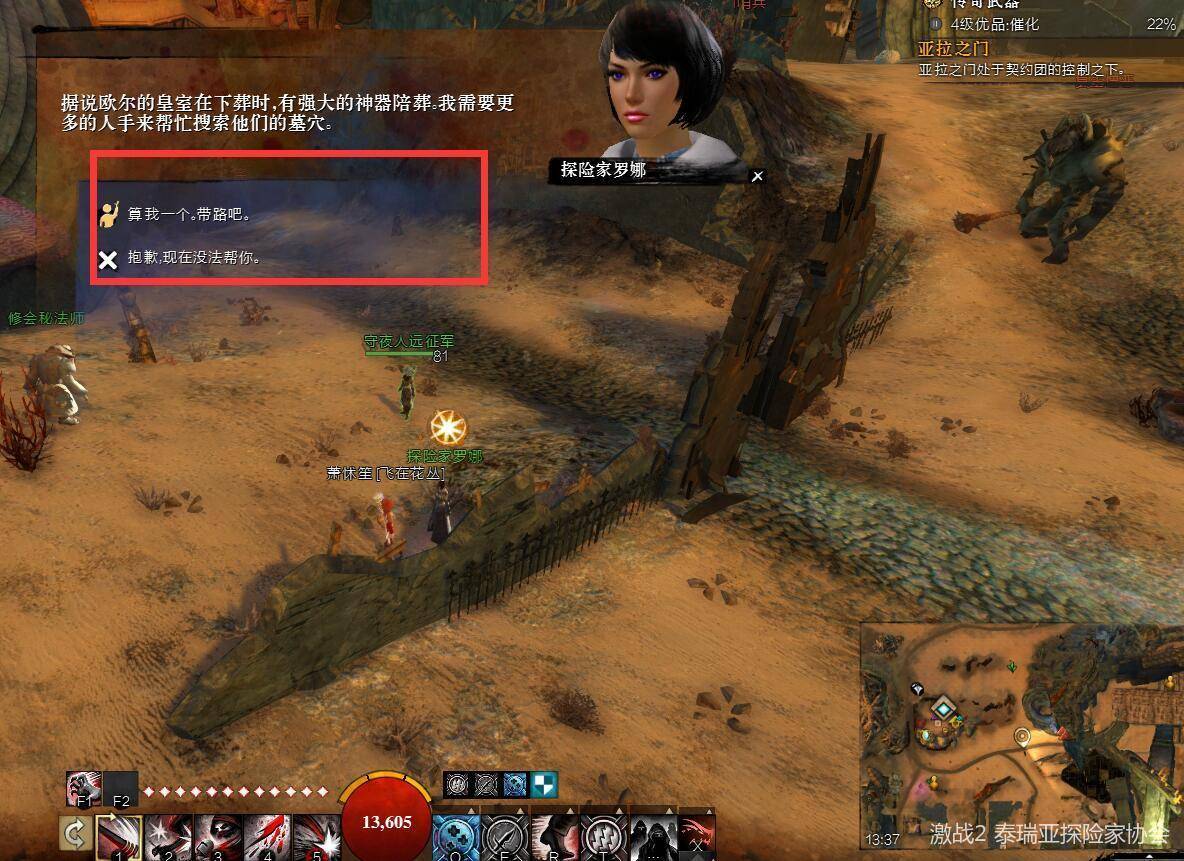 传奇武器
4级优品:催化
22%
亚拉之门
亚拉之门处于契约团的控制之下。
据说欧尔的皇室在下葬时,有强大的神器陪葬.我需要更
多的人手来帮忙搜索他们的墓穴。
探险家罗娜
算我一个。带路吧。
抱歉,现在没法帮你。
修会秘法师
守夜人远征军
81
探险家罗娜
萧怵笙[飞在花丛]
F1
F2
13,605
1
2
3
4
5
Q
E
R
T
X
13:37
激战2 泰瑞亚探险家协会